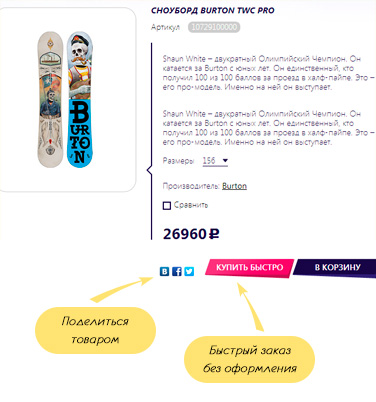 СНОУБОРД BURTON TWC PRO
Артикул 10729100000
Shaun White – двукратный Олимпийский Чемпион. Он
катается за Burton с юных лет. Он единственный, кто
получил 100 из 100 баллов за проезд в халф-пайпе. Это –
его про-модель. Именно на ней он выступает.
Shaun White – двукратный Олимпийский Чемпион. Он
катается за Burton с юных лет. Он единственный, кто
получил 100 из 100 баллов за проезд в халф-пайпе. Это –
его про-модель. Именно на ней он выступает.
Размеры 156
Производитель: Burton
Сравнить
26960 ₽
КУПИТЬ БЫСТРО
В КОРЗИНУ
Поделиться
товаром
Быстрый заказ
без оформления
BURTON